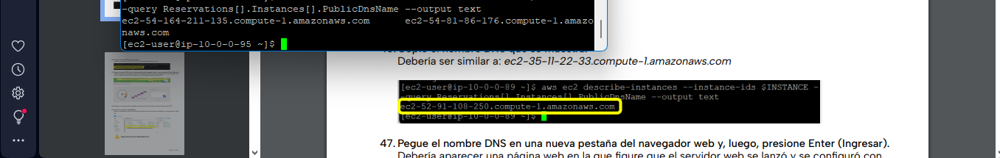 -query Reservations[].Instances[].PublicDnsName --output text
ec2-54-164-211-135.compute-1.amazonaws.com ec2-54-81-86-176.compute-1.amazo
naws.com
[ec2-user@ip-10-0-0-95 ~]$
Debería ser similar a: ec2-35-11-22-33.compute-1.amazonaws.com
[ec2-user@ip-10-0-0-89 ~]$ aws ec2 describe-instances --instance-ids $INSTANCE -
-query Reservations[].Instances[].PublicDnsName --output text
ec2-52-91-108-250.compute-1.amazonaws.com
[ec2-user@ip-10-0-0-89 ~]$
47. Pegue el nombre DNS en una nueva pestaña del navegador web y, luego, presione Enter (Ingresar).
Debería aparecer una página web en la que figure que el servidor web se lanzó y se configuró con